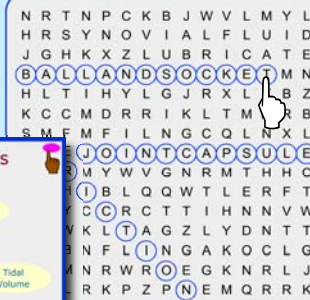 N R T N P C K B J W V L M Y L
H R S Y N O V I A L F L U I D
J G H K X Z L U B R I C A T E
B A L L A N D S O C K E T M N
H L T I H Y L G J R X L B Z
K C C M D R R I K L T M R B
S M F M F I L N G C Q L N X L
J O I N T C A P S U L E
M Y W V G N R M T H H C
I B L Q Q W T L E R F T
Y C C R C T T I H N N V W
K L T A G Z L Y D N T T
B N F L I N G A K O C L G
N R W R O E G K N R L J
R K P Z P N E M Q R R K
S
Tidal
Volume